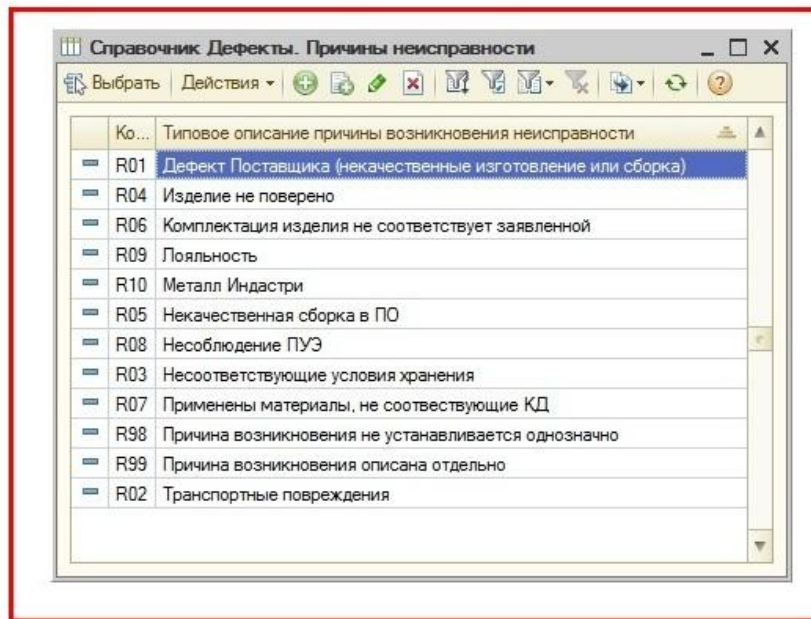 Справочник Дефекты. Причины неисправности
Выбрать Действия
Ко... Типовое описание причины возникновения неисправности
R01 Дефект Поставщика (некачественные изготовление или сборка)
R04 Изделие не поверено
R06 Комплектация изделия не соответствует заявленной
R09 Лояльность
R10 Металл Индастри
R05 Некачественная сборка в ПО
R08 Несоблюдение ПУЭ
R03 Несоответствующие условия хранения
R07 Применены материалы, не соотвествующие КД
R98 Причина возникновения не устанавливается однозначно
R99 Причина возникновения описана отдельно
R02 Транспортные повреждения